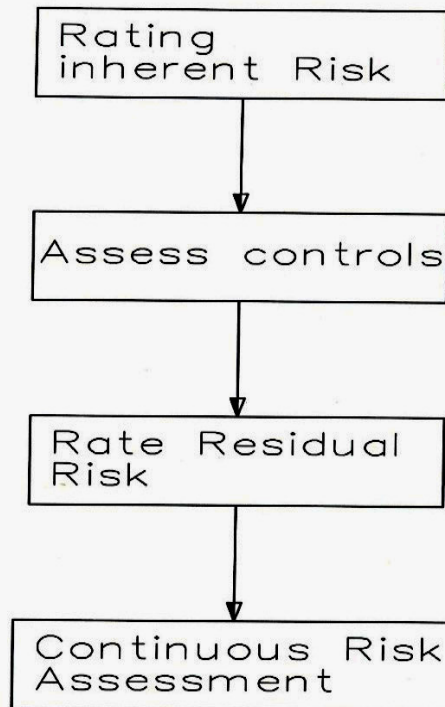 Rating
inherent Risk
Assess controls
Rate Residual
Risk
Continuous Risk
Assessment